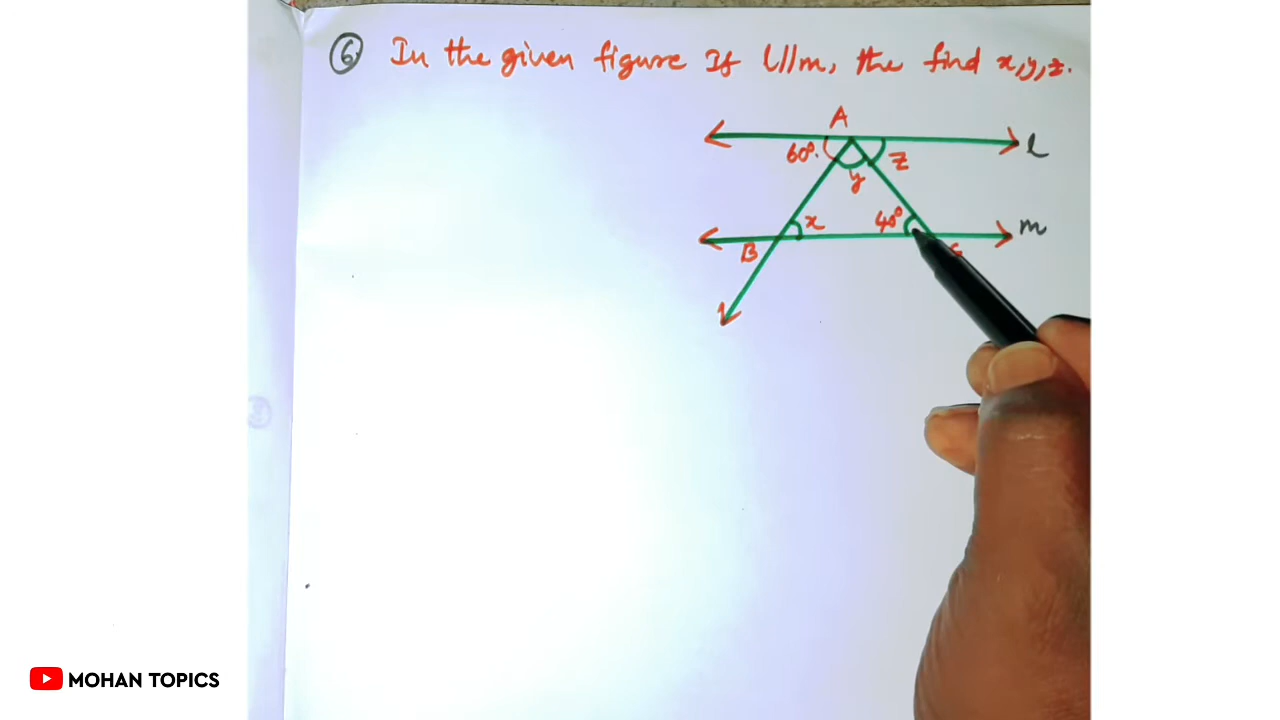 6 In the given figure If l//m, the find x,y,z.
A
60°. y z l
x 40° m
B C
MOHAN TOPICS